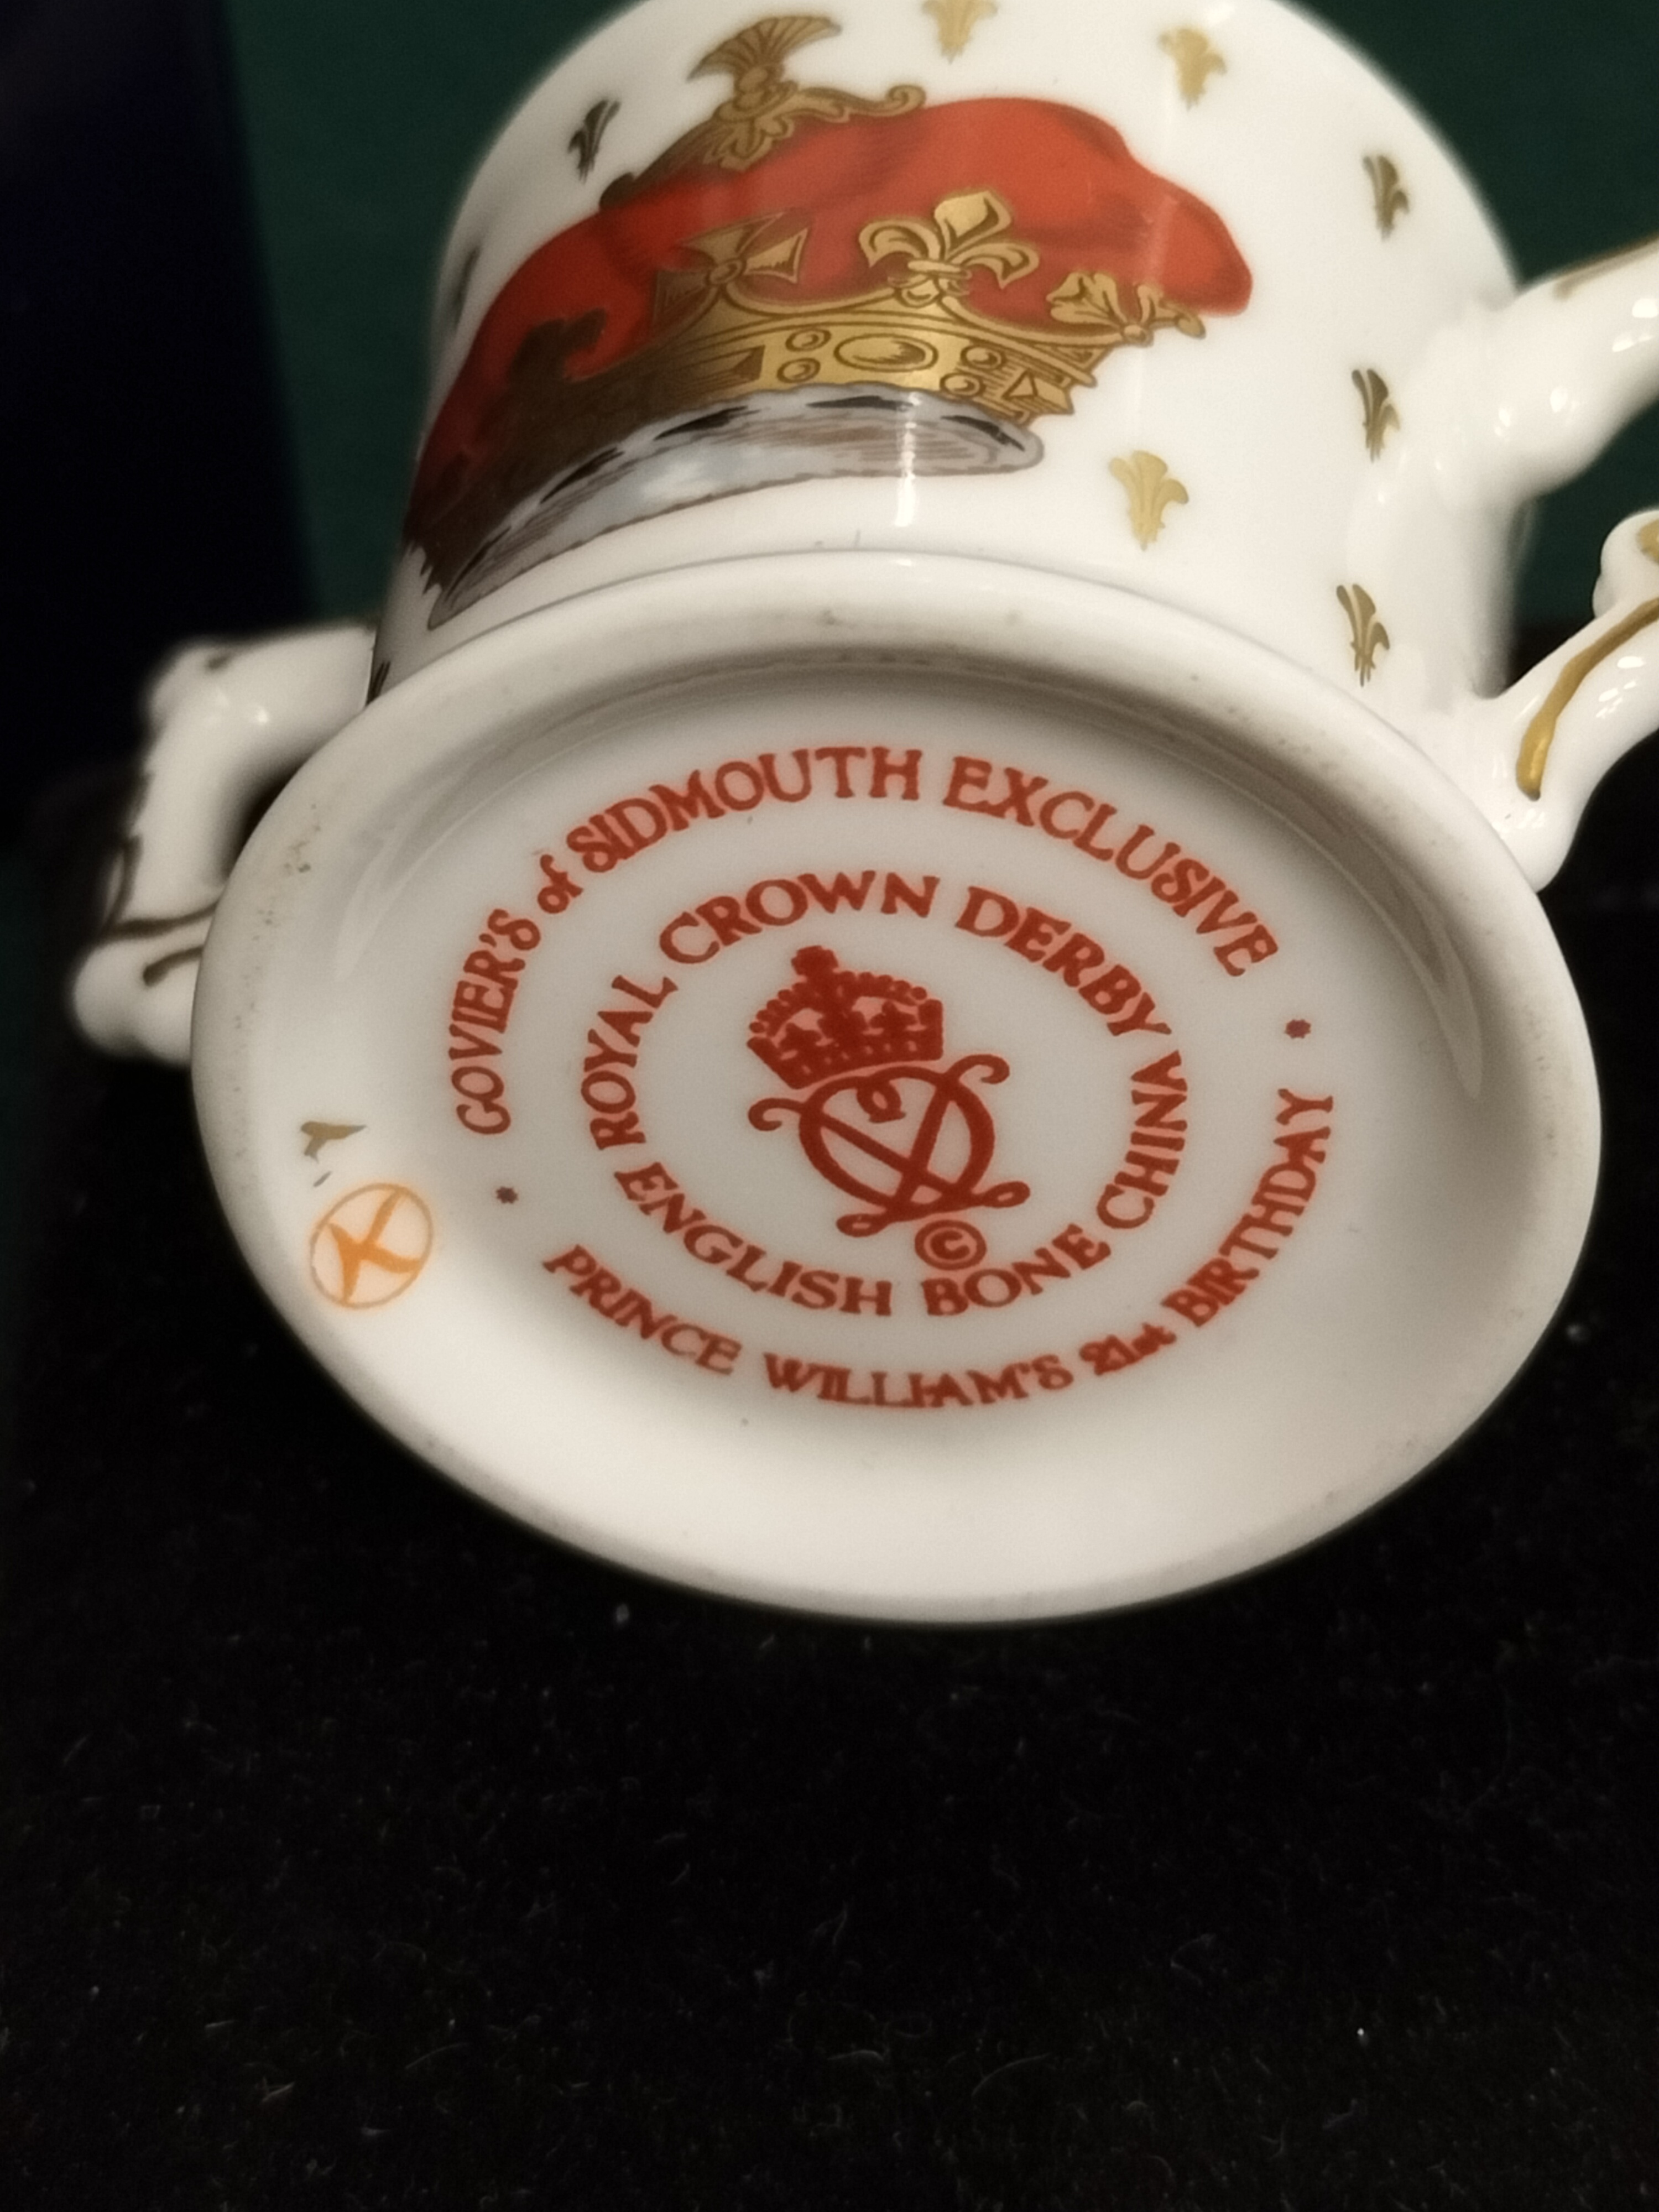 GOVIER'S of SIDMOUTH EXCLUSIVE
ROYAL CROWN DERBY
ENGLISH BONE CHINA
©
PRINCE WILLIAM'S 21st BIRTHDAY
K